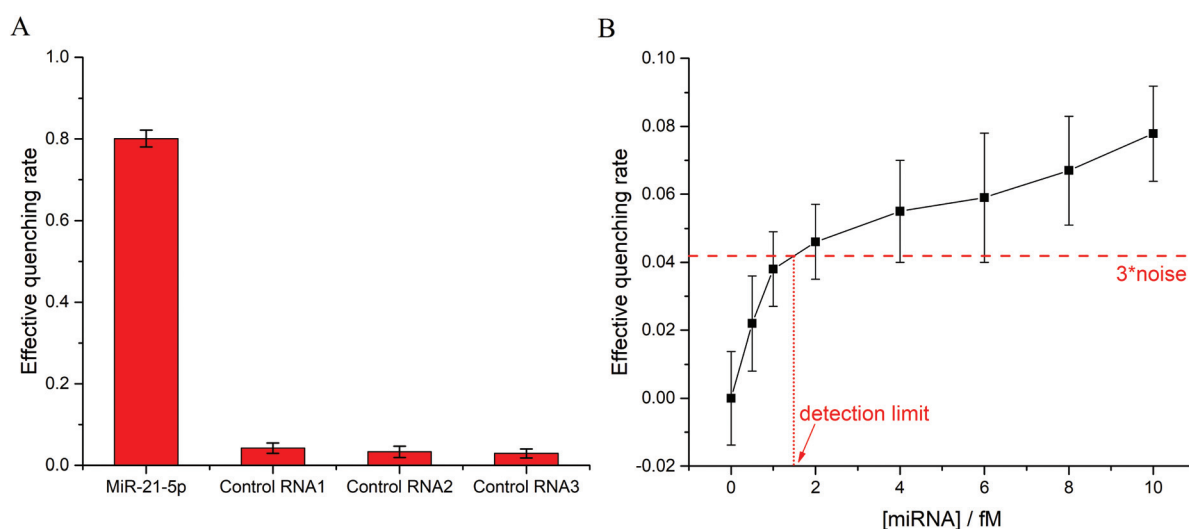 A
Effective quenching rate
1.0
0.8
0.6
0.4
0.2
0.0
MiR-21-5p Control RNA1 Control RNA2 Control RNA3
B
Effective quenching rate
0.10
0.08
0.06
0.04
0.02
0.00
-0.02
3*noise
detection limit
0 2 4 6 8 10
[miRNA] / fM